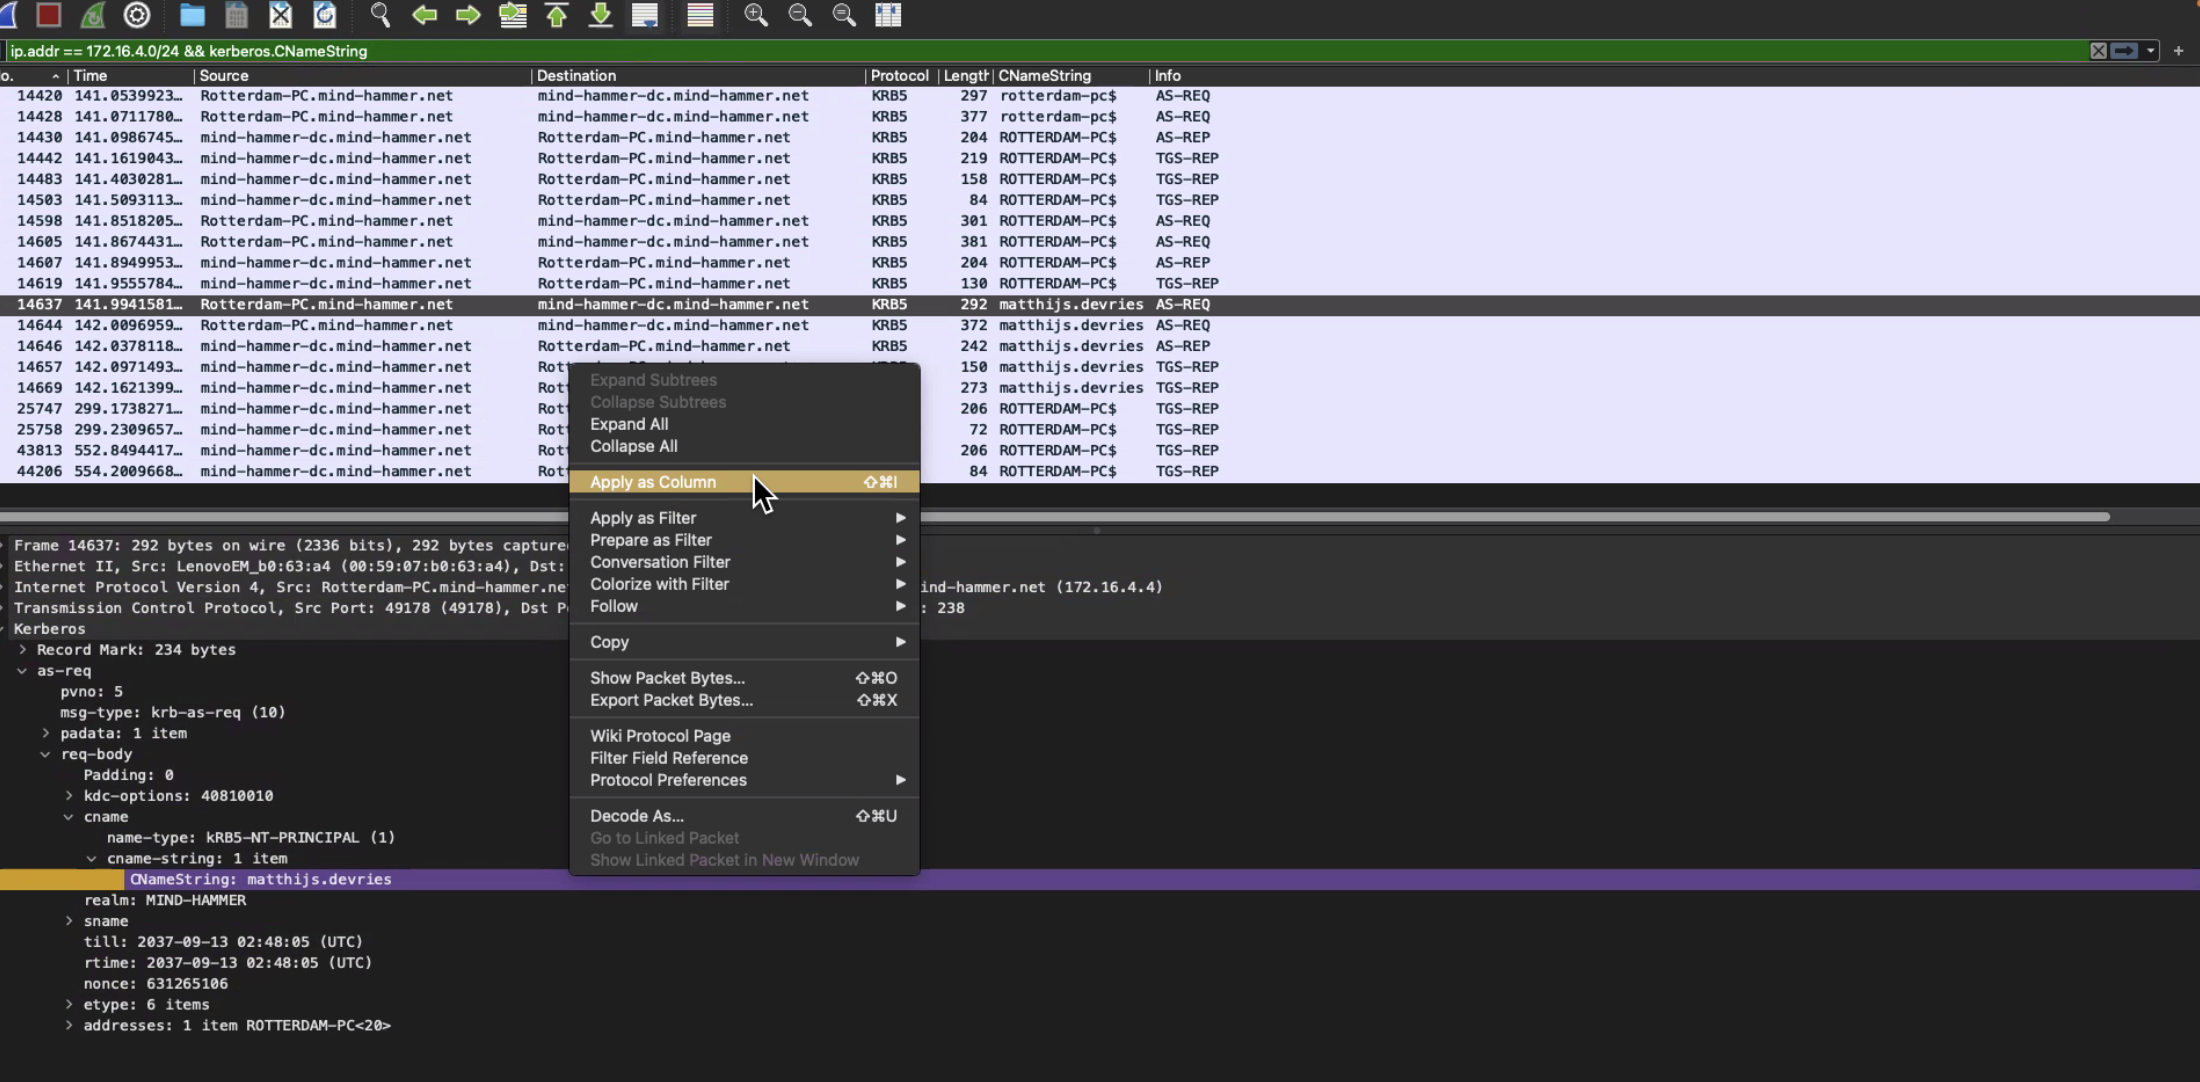 ip.addr == 172.16.4.0/24 && kerberos.CNameString
o. Time Source Destination Protocol Length CNameString Info
14420 141.0539923… Rotterdam-PC.mind-hammer.net mind-hammer-dc.mind-hammer.net KRB5 297 rotterdam-pc$ AS-REQ
14428 141.0711780… Rotterdam-PC.mind-hammer.net mind-hammer-dc.mind-hammer.net KRB5 377 rotterdam-pc$ AS-REQ
14430 141.0986745… mind-hammer-dc.mind-hammer.net Rotterdam-PC.mind-hammer.net KRB5 204 ROTTERDAM-PC$ AS-REP
14442 141.1619043… mind-hammer-dc.mind-hammer.net Rotterdam-PC.mind-hammer.net KRB5 219 ROTTERDAM-PC$ TGS-REP
14483 141.4030281… mind-hammer-dc.mind-hammer.net Rotterdam-PC.mind-hammer.net KRB5 158 ROTTERDAM-PC$ TGS-REP
14503 141.5093113… mind-hammer-dc.mind-hammer.net Rotterdam-PC.mind-hammer.net KRB5 84 ROTTERDAM-PC$ TGS-REP
14598 141.8518205… Rotterdam-PC.mind-hammer.net mind-hammer-dc.mind-hammer.net KRB5 301 ROTTERDAM-PC$ AS-REQ
14605 141.8674431… Rotterdam-PC.mind-hammer.net mind-hammer-dc.mind-hammer.net KRB5 381 ROTTERDAM-PC$ AS-REQ
14607 141.8949953… mind-hammer-dc.mind-hammer.net Rotterdam-PC.mind-hammer.net KRB5 204 ROTTERDAM-PC$ AS-REP
14619 141.9555784… mind-hammer-dc.mind-hammer.net Rotterdam-PC.mind-hammer.net KRB5 130 ROTTERDAM-PC$ TGS-REP
14637 141.9941581… Rotterdam-PC.mind-hammer.net mind-hammer-dc.mind-hammer.net KRB5 292 matthijs.devries AS-REQ
14644 142.0096959… Rotterdam-PC.mind-hammer.net mind-hammer-dc.mind-hammer.net KRB5 372 matthijs.devries AS-REQ
14646 142.0378118… mind-hammer-dc.mind-hammer.net Rotterdam-PC.mind-hammer.net KRB5 242 matthijs.devries AS-REP
14657 142.0971493… mind-hammer-dc.mind-hammer.net Rott 150 matthijs.devries TGS-REP
14669 142.1621399… mind-hammer-dc.mind-hammer.net Rott 273 matthijs.devries TGS-REP
25747 299.1738271… mind-hammer-dc.mind-hammer.net Rott 206 ROTTERDAM-PC$ TGS-REP
25758 299.2309657… mind-hammer-dc.mind-hammer.net Rott 72 ROTTERDAM-PC$ TGS-REP
43813 552.8494417… mind-hammer-dc.mind-hammer.net Rott 206 ROTTERDAM-PC$ TGS-REP
44206 554.2009668… mind-hammer-dc.mind-hammer.net Rott 84 ROTTERDAM-PC$ TGS-REP
Expand Subtrees
Collapse Subtrees
Expand All
Collapse All
Apply as Column ⇧⌘I
Apply as Filter
Prepare as Filter
Conversation Filter
Colorize with Filter
Follow
Copy
Show Packet Bytes... ⇧⌘O
Export Packet Bytes... ⇧⌘X
Wiki Protocol Page
Filter Field Reference
Protocol Preferences
Decode As... ⇧⌘U
Go to Linked Packet
Show Linked Packet in New Window
Frame 14637: 292 bytes on wire (2336 bits), 292 bytes capture
Ethernet II, Src: LenovoEM_b0:63:a4 (00:59:07:b0:63:a4), Dst:
Internet Protocol Version 4, Src: Rotterdam-PC.mind-hammer.ne ind-hammer.net (172.16.4.4)
Transmission Control Protocol, Src Port: 49178 (49178), Dst P : 238
Kerberos
Record Mark: 234 bytes
as-req
pvno: 5
msg-type: krb-as-req (10)
padata: 1 item
req-body
Padding: 0
kdc-options: 40810010
cname
name-type: kRB5-NT-PRINCIPAL (1)
cname-string: 1 item
CNameString: matthijs.devries
realm: MIND-HAMMER
sname
till: 2037-09-13 02:48:05 (UTC)
rtime: 2037-09-13 02:48:05 (UTC)
nonce: 631265106
etype: 6 items
addresses: 1 item ROTTERDAM-PC<20>